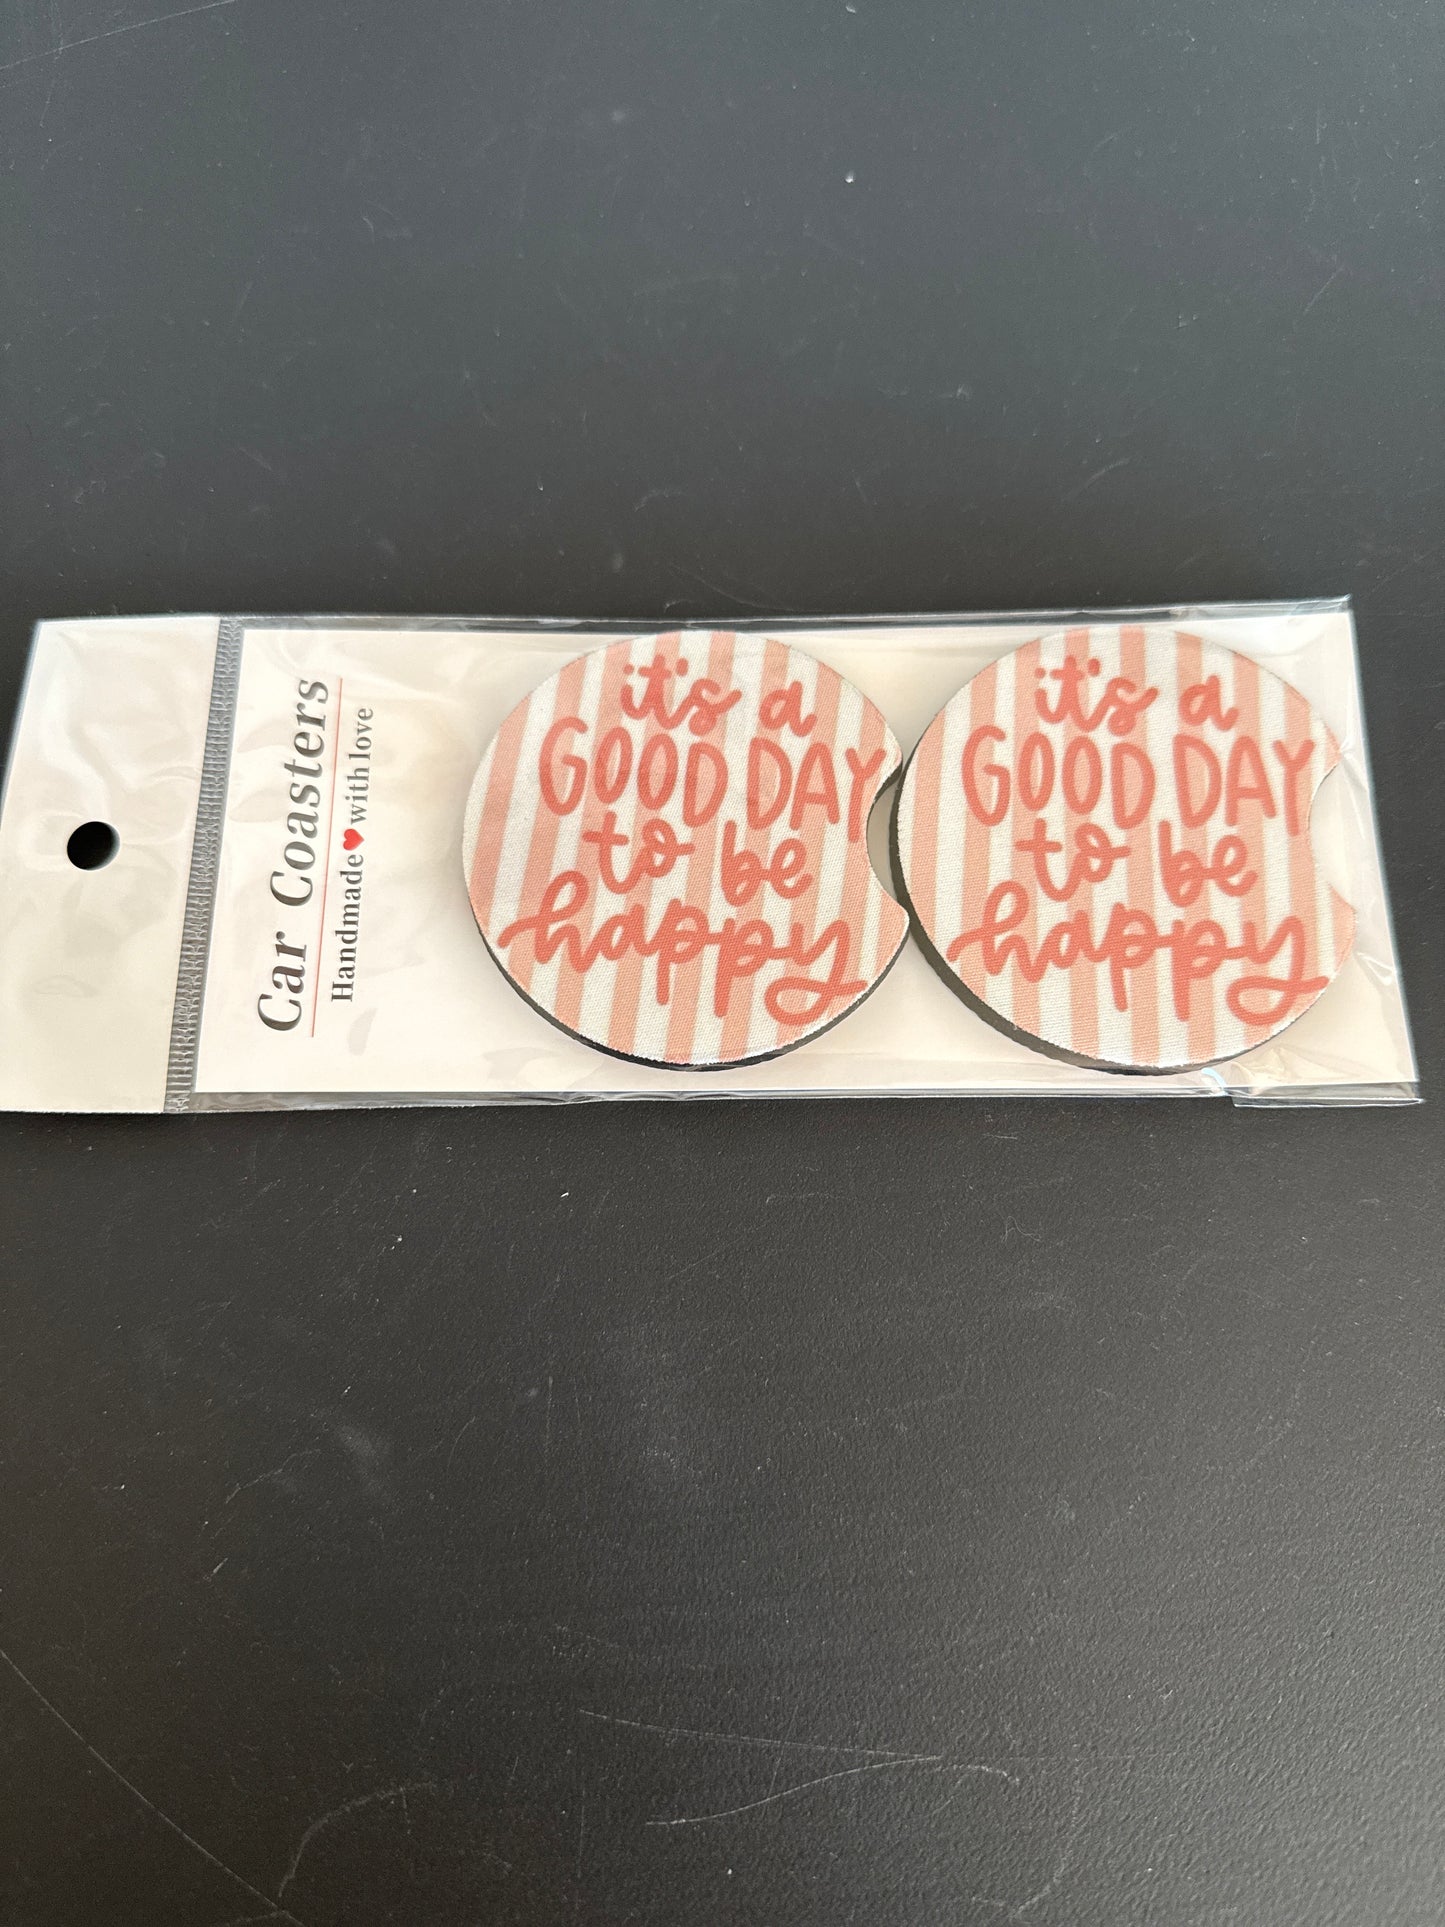 Car Coasters
Handmade❤with love
it's a
GOOD DAY
to be
happy
it's a
GOOD DAY
to be
happy